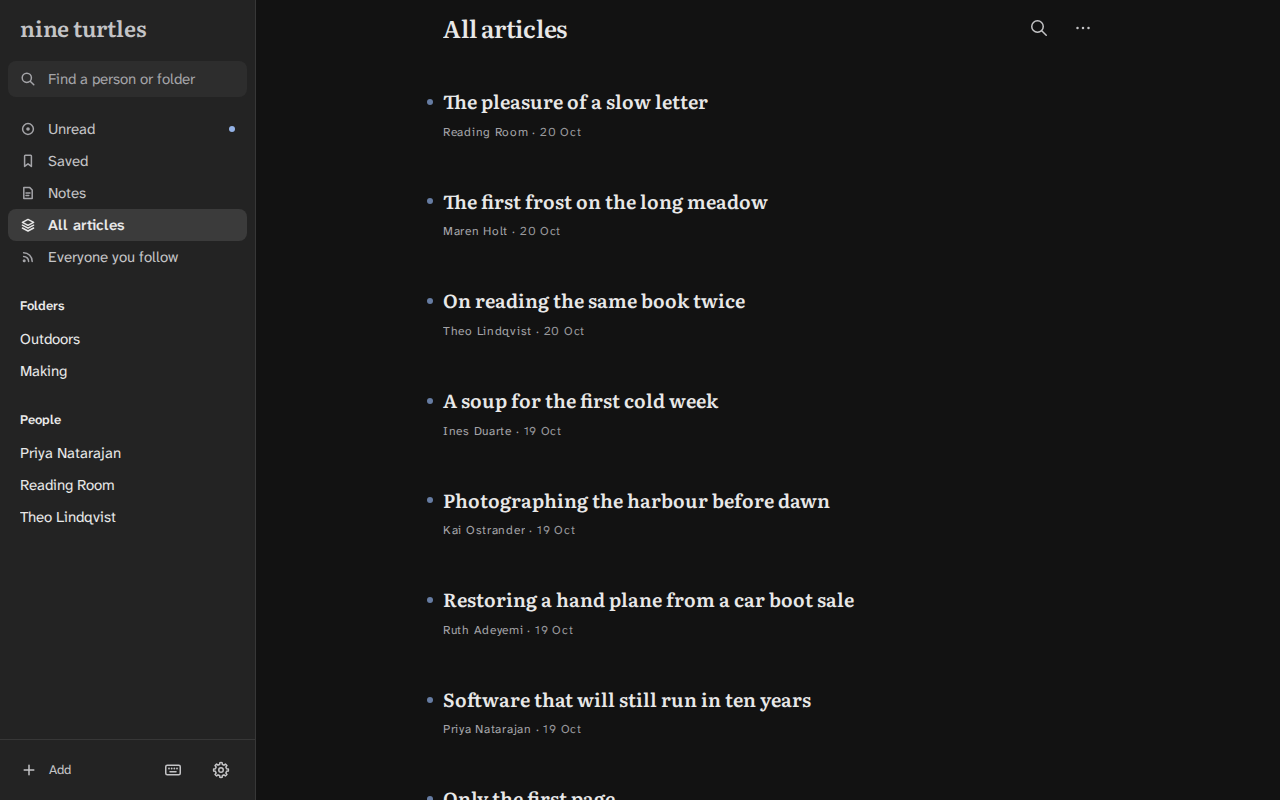 nine turtles
Find a person or folder
Unread
Saved
Notes
All articles
Everyone you follow
Folders
Outdoors
Making
People
Priya Natarajan
Reading Room
Theo Lindqvist
Add
All articles
The pleasure of a slow letter
Reading Room · 20 Oct
The first frost on the long meadow
Maren Holt · 20 Oct
On reading the same book twice
Theo Lindqvist · 20 Oct
A soup for the first cold week
Ines Duarte · 19 Oct
Photographing the harbour before dawn
Kai Ostrander · 19 Oct
Restoring a hand plane from a car boot sale
Ruth Adeyemi · 19 Oct
Software that will still run in ten years
Priya Natarajan · 19 Oct
Only the first page